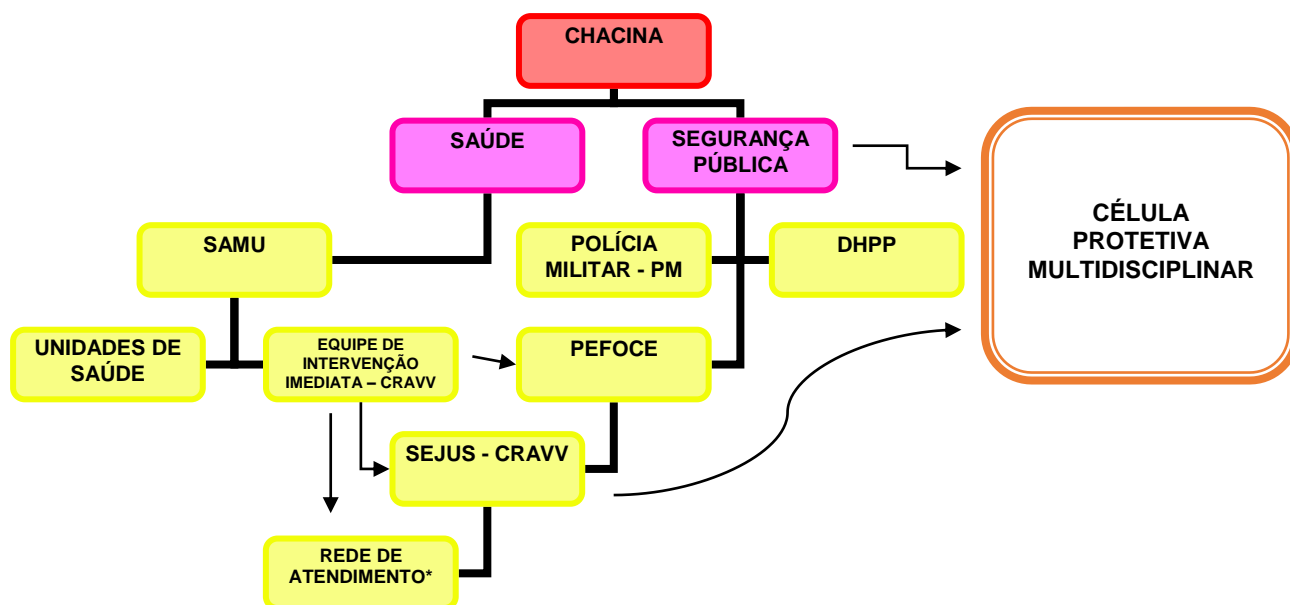 CHACINA
SAÚDE
SEGURANÇA
PÚBLICA
CÉLULA
PROTETIVA
MULTIDISCIPLINAR
SAMU
POLÍCIA
MILITAR - PM
DHPP
UNIDADES DE
SAÚDE
EQUIPE DE
INTERVENÇÃO
IMEDIATA – CRAVV
PEFOCE
SEJUS - CRAVV
REDE DE
ATENDIMENTO*